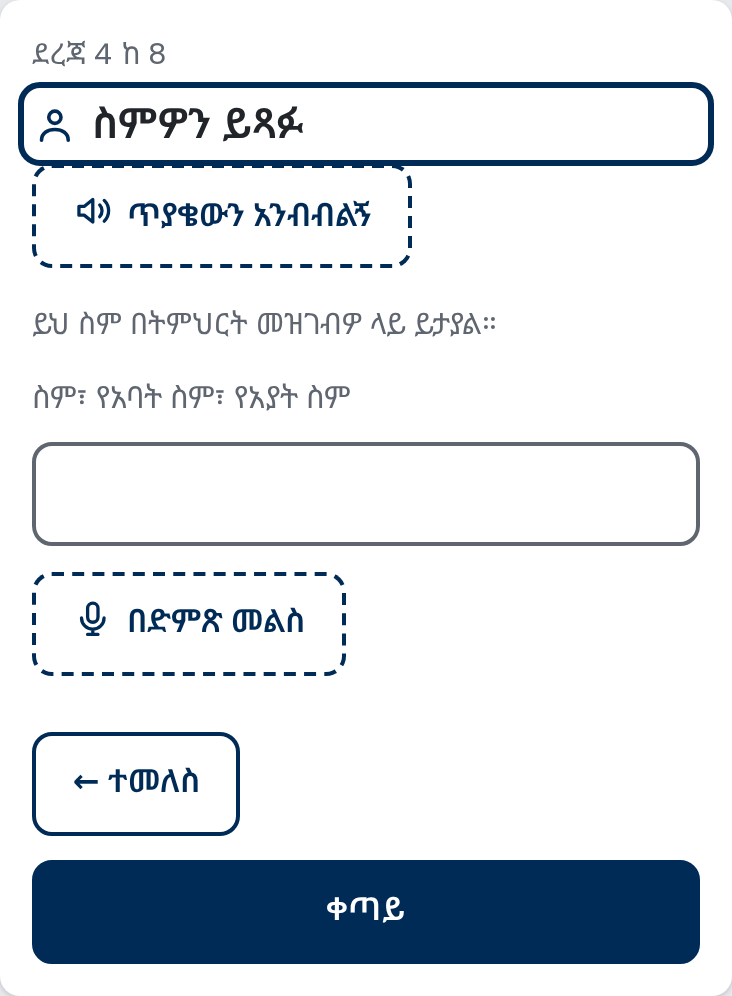 ደረጃ 4 ከ 8
ስምዎን ይጻፉ
ጥያቄውን አንብብልኝ
ይህ ስም በትምህርት መዝገብዎ ላይ ይታያል።
ስም፣ የአባት ስም፣ የአያት ስም
በድምጽ መልስ
← ተመለስ
ቀጣይ